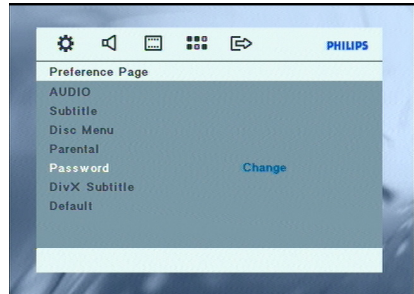 PHILIPS
Preference Page
AUDIO
Subtitle
Disc Menu
Parental
Password Change
DivX Subtitle
Default